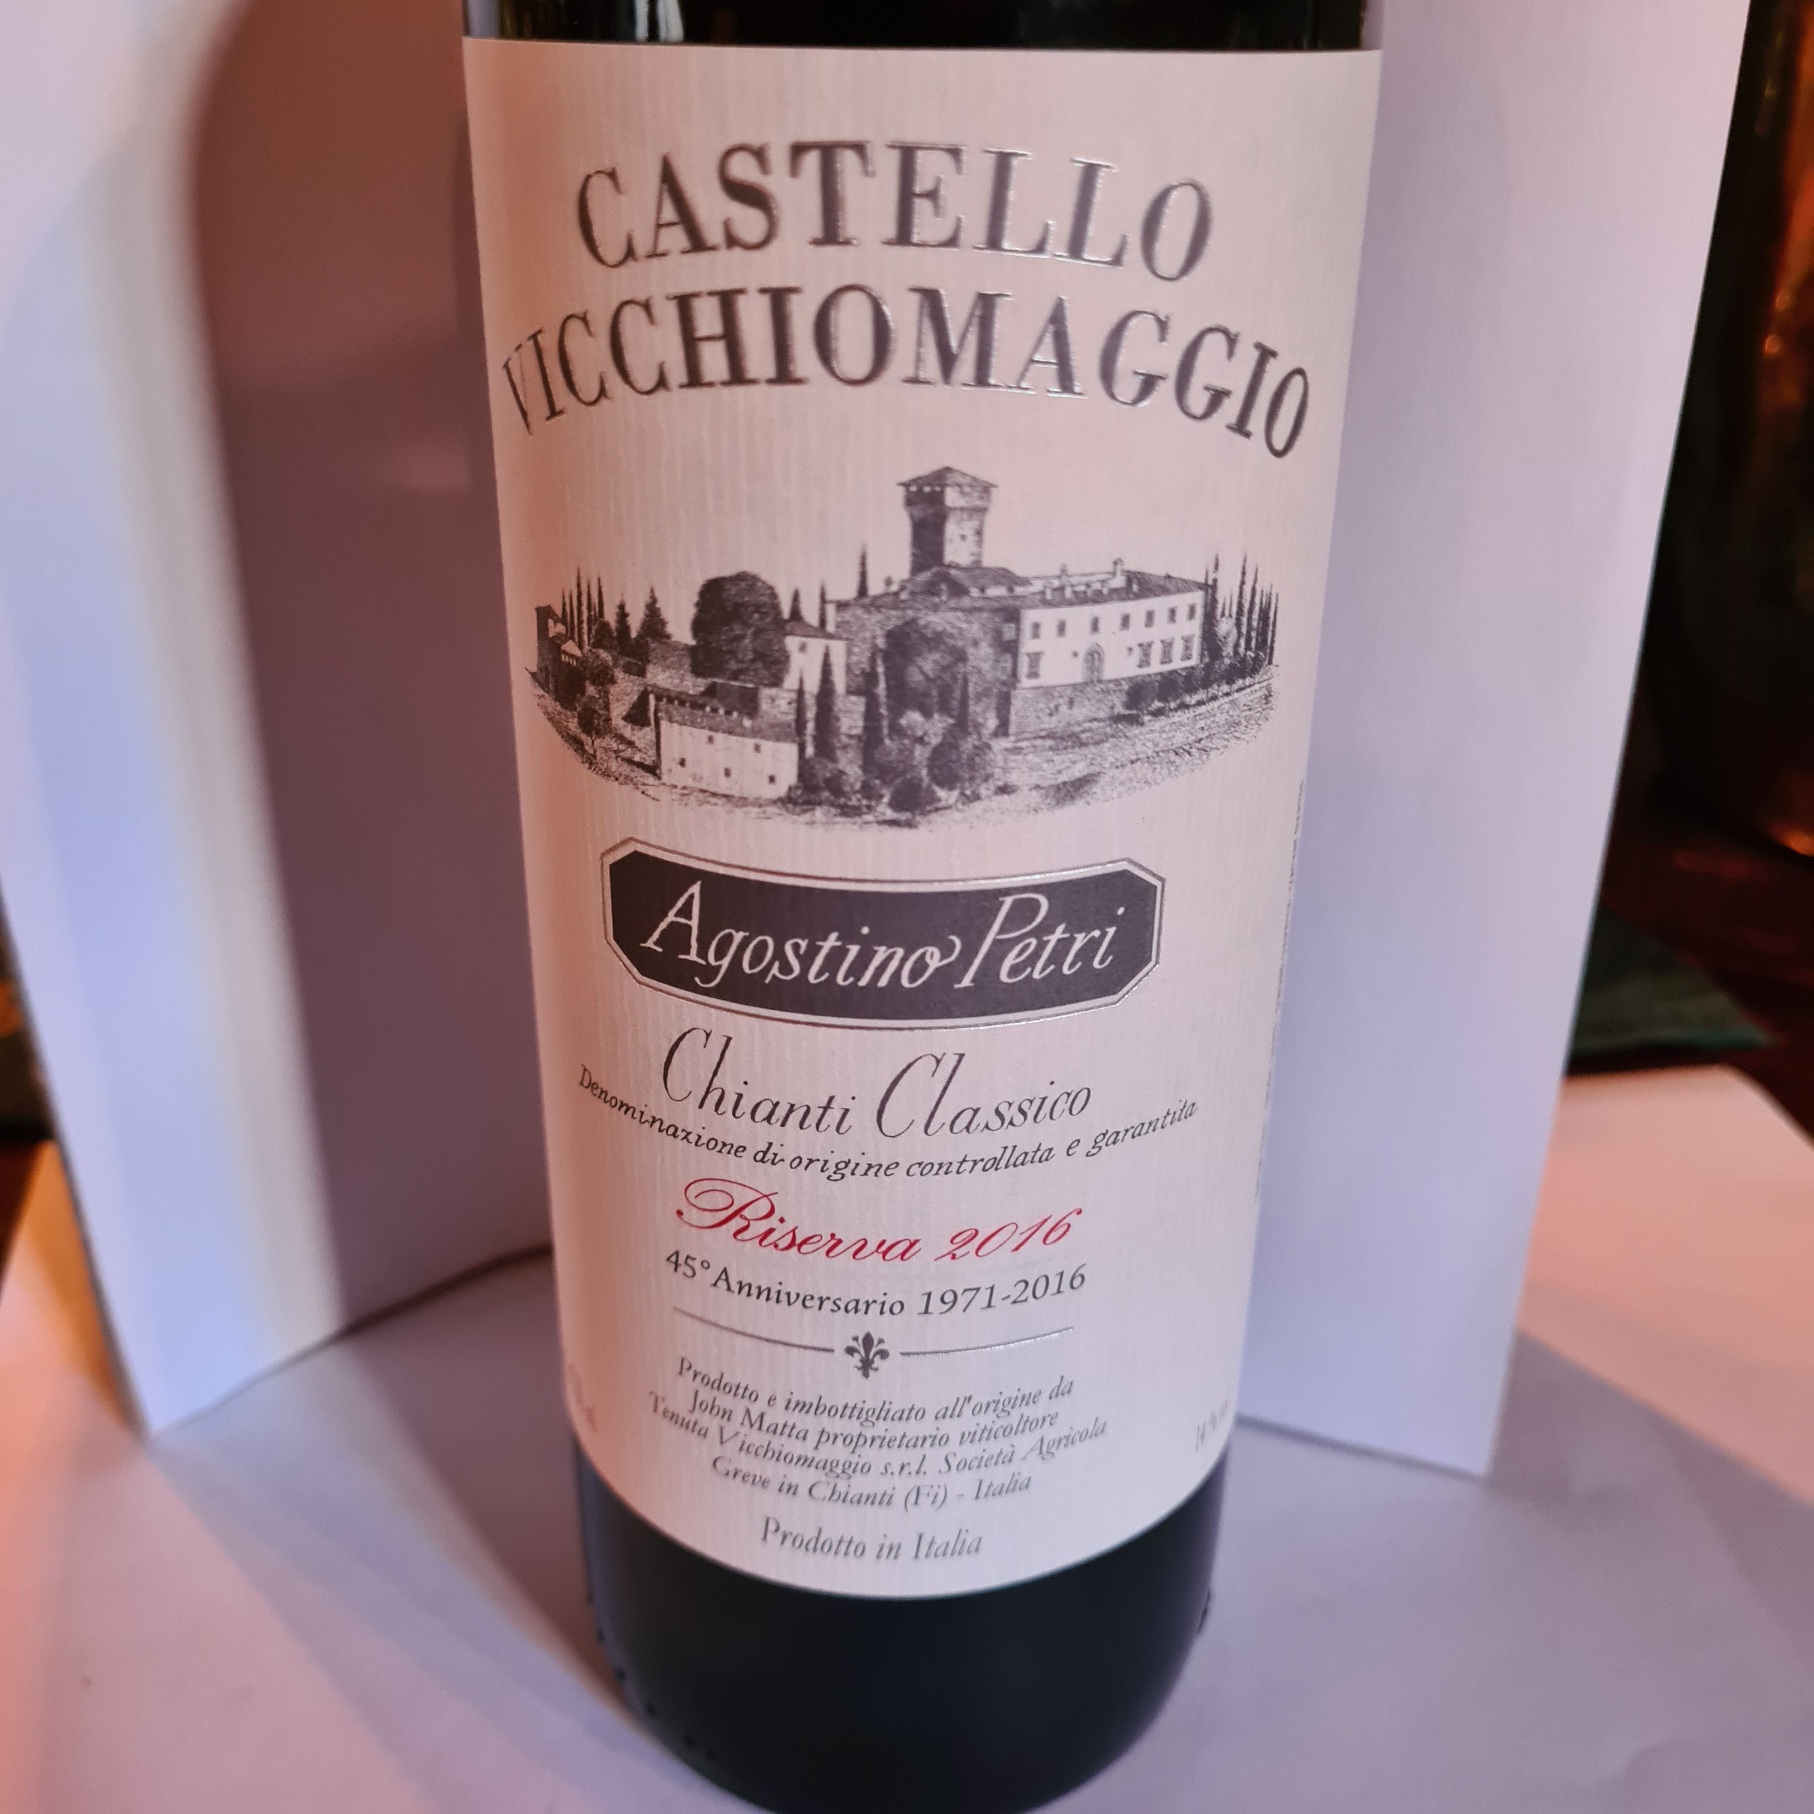 CASTELLO
VICCHIOMAGGIO
Agostino Petri
Chianti Classico
Denominazione di origine controllata e garantita
Riserva 2016
45° Anniversario 1971-2016
Prodotto e imbottigliato all'origine da
John Matta proprietario viticoltore
Tenuta Vicchiomaggio s.r.l. Società Agricola
Greve in Chianti (Fi) - Italia
Prodotto in Italia